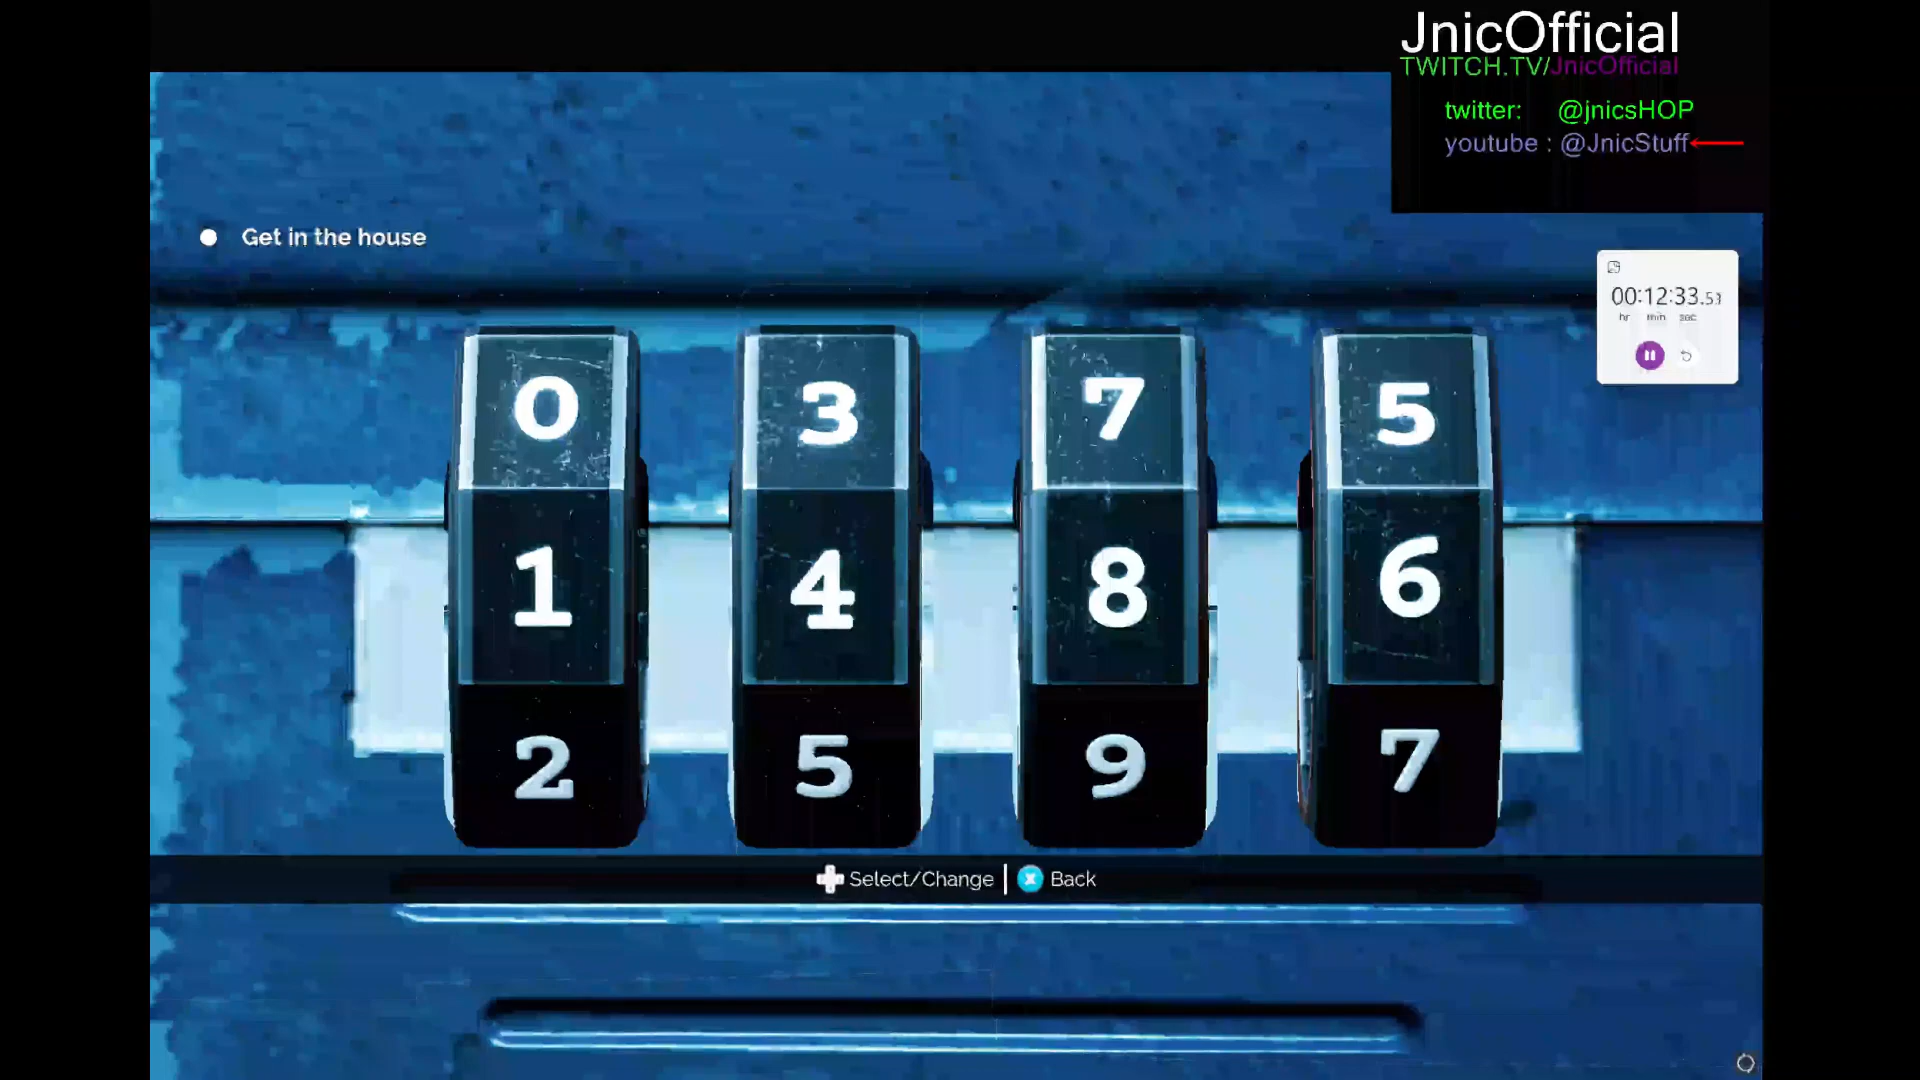 JnicOfficial
TWITCH.TV/JnicOfficial
twitter: @jnicsHOP
youtube : @JnicStuff
Get in the house
00:12:33.53
hr min sec
0 3 7 5
1 4 8 6
2 5 9 7
Select/Change | X Back